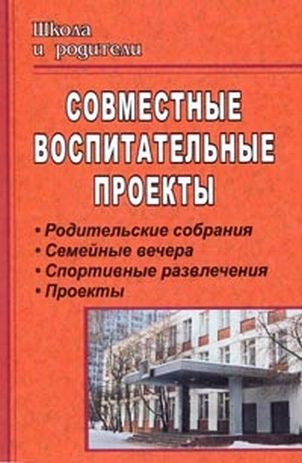 Школа
и родители
СОВМЕСТНЫЕ
ВОСПИТАТЕЛЬНЫЕ
ПРОЕКТЫ
• Родительские собрания
• Семейные вечера
• Спортивные развлечения
• Проекты